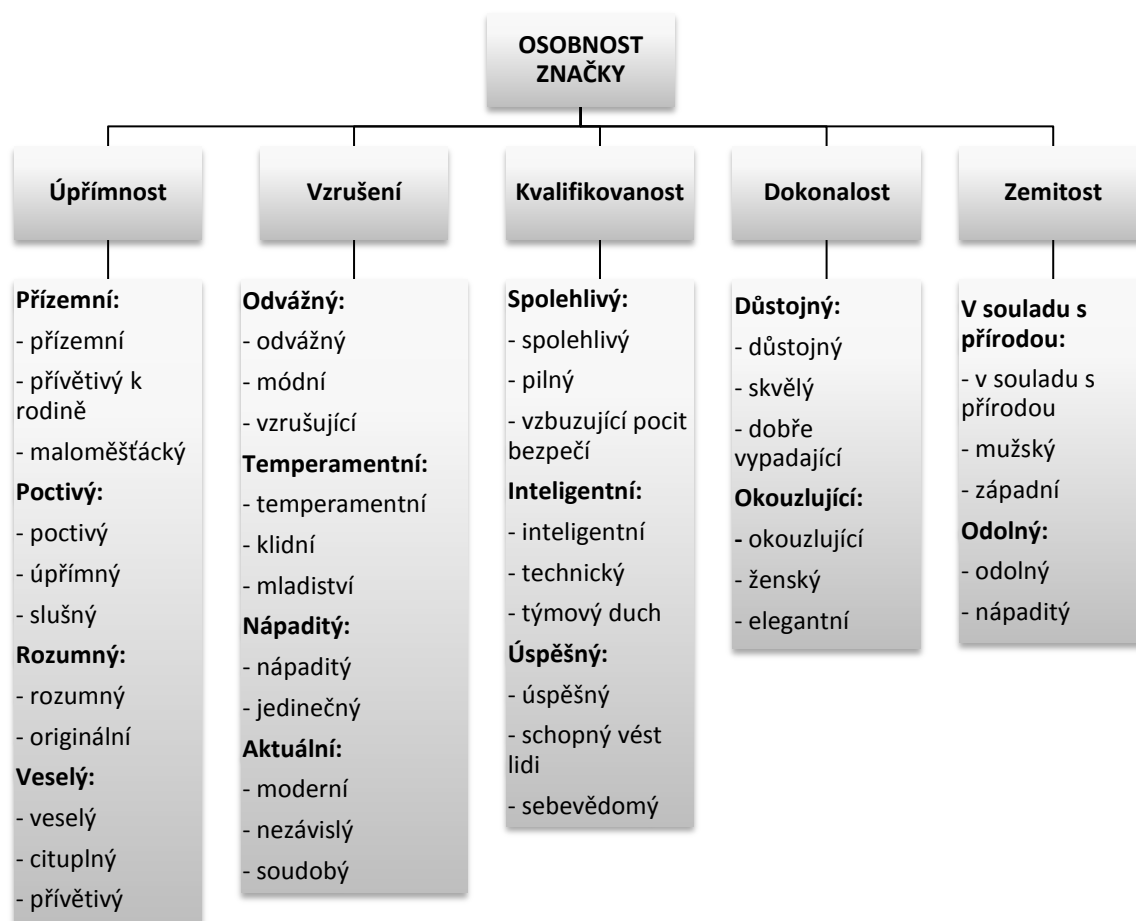 OSOBNOST
ZNAČKY
Úpřímnost
Vzrušení
Kvalifikovanost
Dokonalost
Zemitost
Přízemní:
- přízemní
- přívětivý k
rodině
- maloměšťácký
Poctivý:
- poctivý
- úpřímný
- slušný
Rozumný:
- rozumný
- originální
Veselý:
- veselý
- cituplný
- přívětivý
Odvážný:
- odvážný
- módní
- vzrušující
Temperamentní:
- temperamentní
- klidní
- mladiství
Nápaditý:
- nápaditý
- jedinečný
Aktuální:
- moderní
- nezávislý
- soudobý
Spolehlivý:
- spolehlivý
- pilný
- vzbuzující pocit
bezpečí
Inteligentní:
- inteligentní
- technický
- týmový duch
Úspěšný:
- úspěšný
- schopný vést
lidi
- sebevědomý
Důstojný:
- důstojný
- skvělý
- dobře
vypadající
Okouzlující:
- okouzlující
- ženský
- elegantní
V souladu s
přírodou:
- v souladu s
přírodou
- mužský
- západní
Odolný:
- odolný
- nápaditý